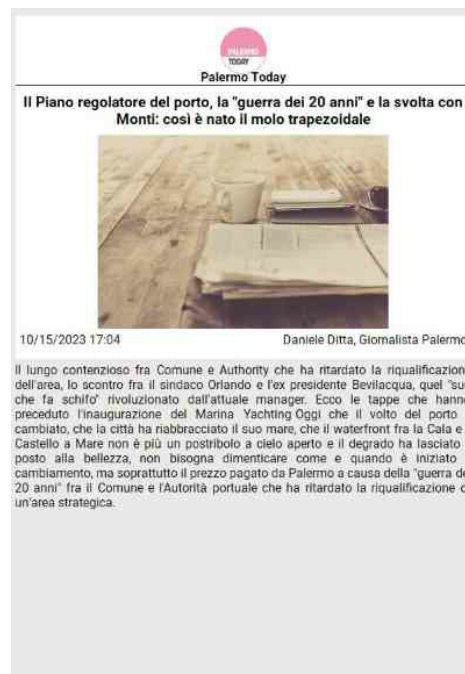 PALERMO
TODAY
Palermo Today
Il Piano regolatore del porto, la "guerra dei 20 anni" e la svolta con
Monti: così è nato il molo trapezoidale
10/15/2023 17:04
Daniele Ditta, Giornalista Palermo
Il lungo contenzioso fra Comune e Authority che ha ritardato la riqualificazion
dell'area, lo scontro fra il sindaco Orlando e l'ex presidente Bevilacqua, quel "su
che fa schifo" rivoluzionato dall'attuale manager. Ecco le tappe che hann
preceduto l'inaugurazione del Marina Yachting Oggi che il volto del porto
cambiato, che la città ha riabbracciato il suo mare, che il waterfront fra la Cala e
Castello a Mare non è più un postribolo a cielo aperto e il degrado ha lasciato
posto alla bellezza, non bisogna dimenticare come e quando è iniziato
cambiamento, ma soprattutto il prezzo pagato da Palermo a causa della "guerra de
20 anni" fra il Comune e l'Autorità portuale che ha ritardato la riqualificazione d
un'area strategica.